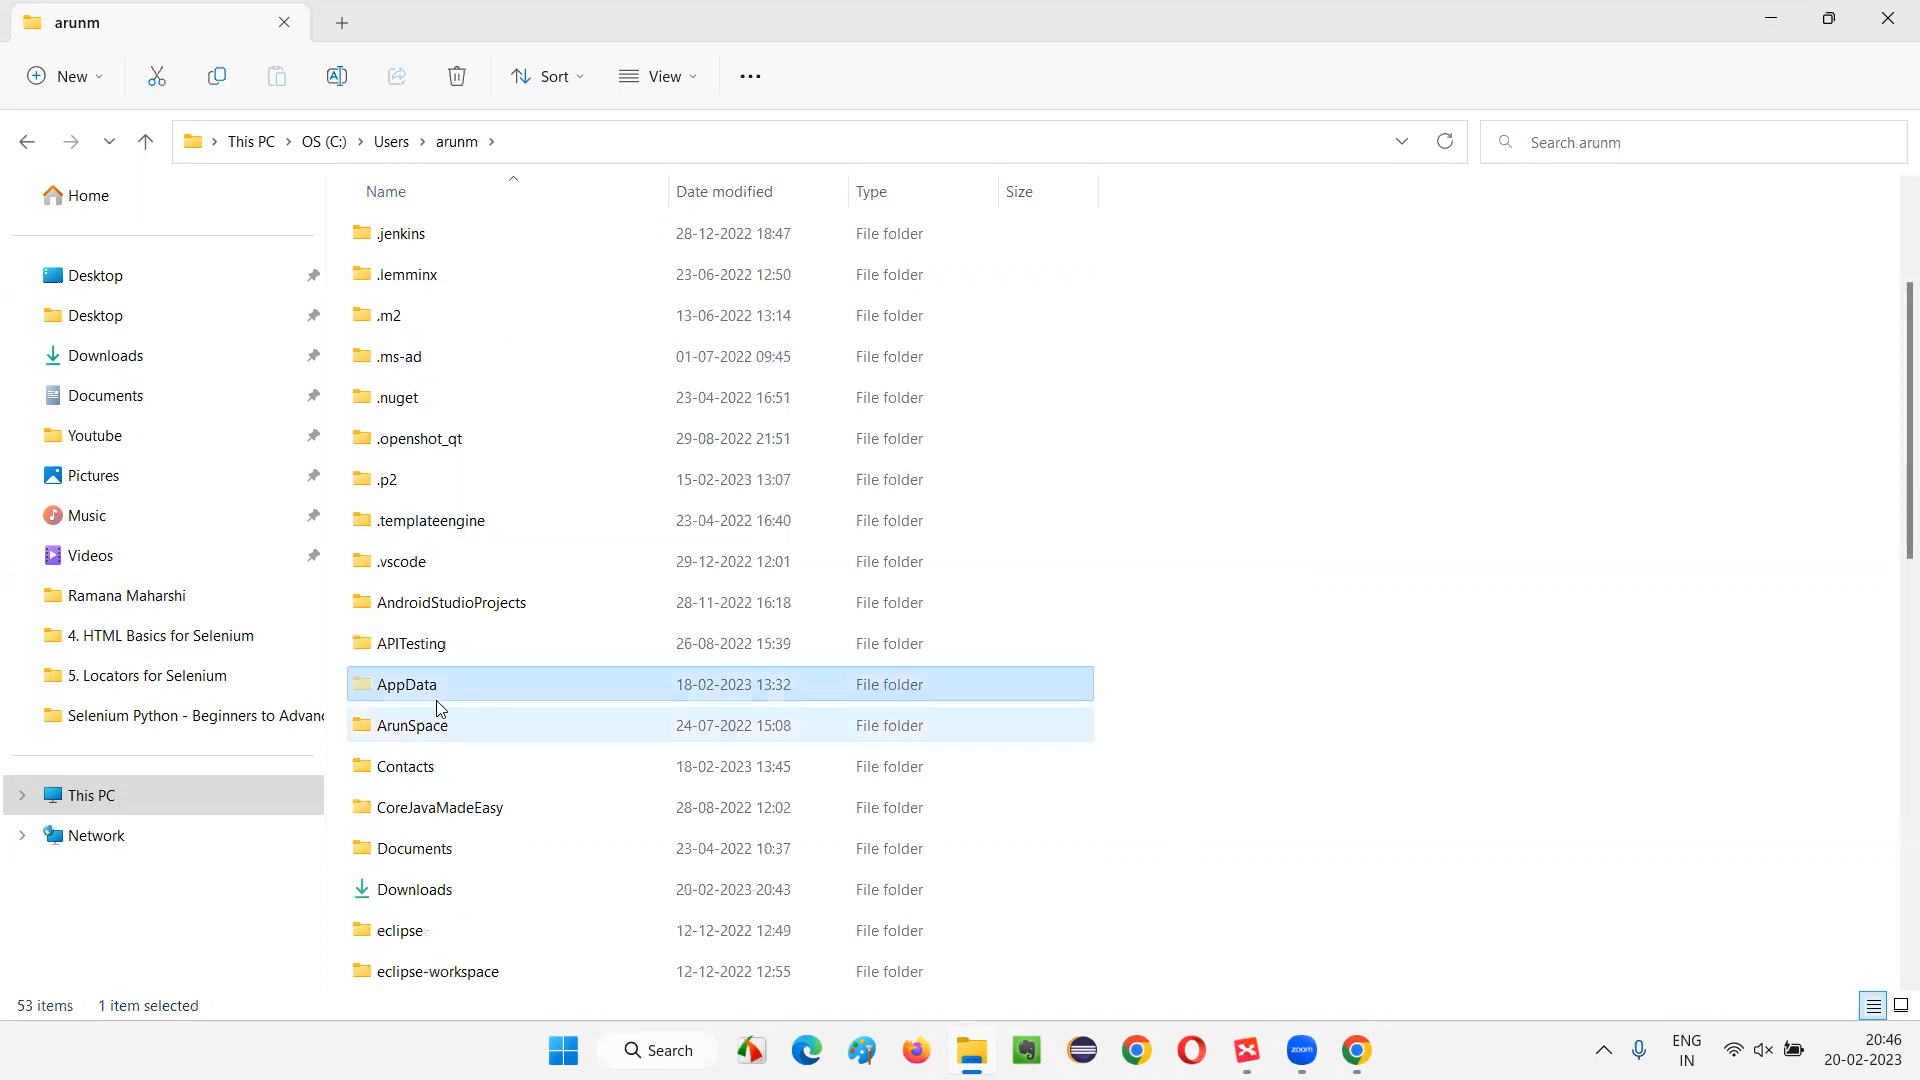 arunm
New
Sort
View
This PC > OS (C:) > Users > arunm >
Search arunm
Home
Desktop
Desktop
Downloads
Documents
Youtube
Pictures
Music
Videos
Ramana Maharshi
4. HTML Basics for Selenium
5. Locators for Selenium
Selenium Python - Beginners to Advan
This PC
Network
Name Date modified Type Size
.jenkins 28-12-2022 18:47 File folder
.lemminx 23-06-2022 12:50 File folder
.m2 13-06-2022 13:14 File folder
.ms-ad 01-07-2022 09:45 File folder
.nuget 23-04-2022 16:51 File folder
.openshot_qt 29-08-2022 21:51 File folder
.p2 15-02-2023 13:07 File folder
.templateengine 23-04-2022 16:40 File folder
.vscode 29-12-2022 12:01 File folder
AndroidStudioProjects 28-11-2022 16:18 File folder
APITesting 26-08-2022 15:39 File folder
AppData 18-02-2023 13:32 File folder
ArunSpace 24-07-2022 15:08 File folder
Contacts 18-02-2023 13:45 File folder
CoreJavaMadeEasy 28-08-2022 12:02 File folder
Documents 23-04-2022 10:37 File folder
Downloads 20-02-2023 20:43 File folder
eclipse 12-12-2022 12:49 File folder
eclipse-workspace 12-12-2022 12:55 File folder
53 items 1 item selected
Search
zoom
ENG
IN
20:46
20-02-2023